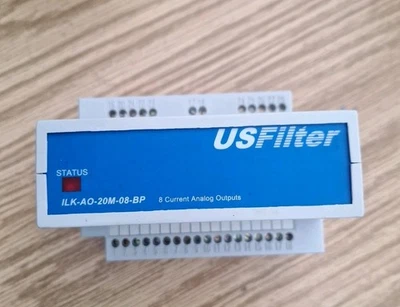 USFilter
STATUS
ILK-AO-20M-08-BP 8 Current Analog Outputs